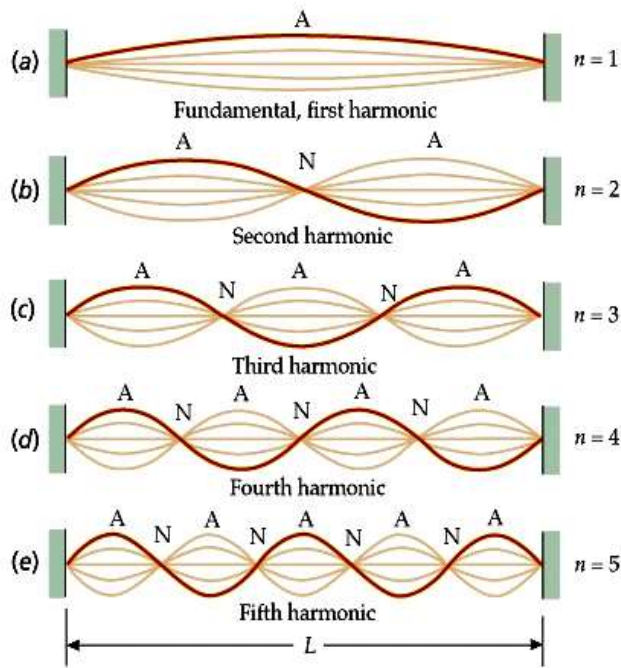 A
(a)
n = 1
Fundamental, first harmonic
A
N
A
(b)
n = 2
Second harmonic
A
N
A
N
A
(c)
n = 3
Third harmonic
A
N
A
N
A
N
A
(d)
n = 4
Fourth harmonic
A
N
A
N
A
N
A
N
A
(e)
n = 5
Fifth harmonic
L